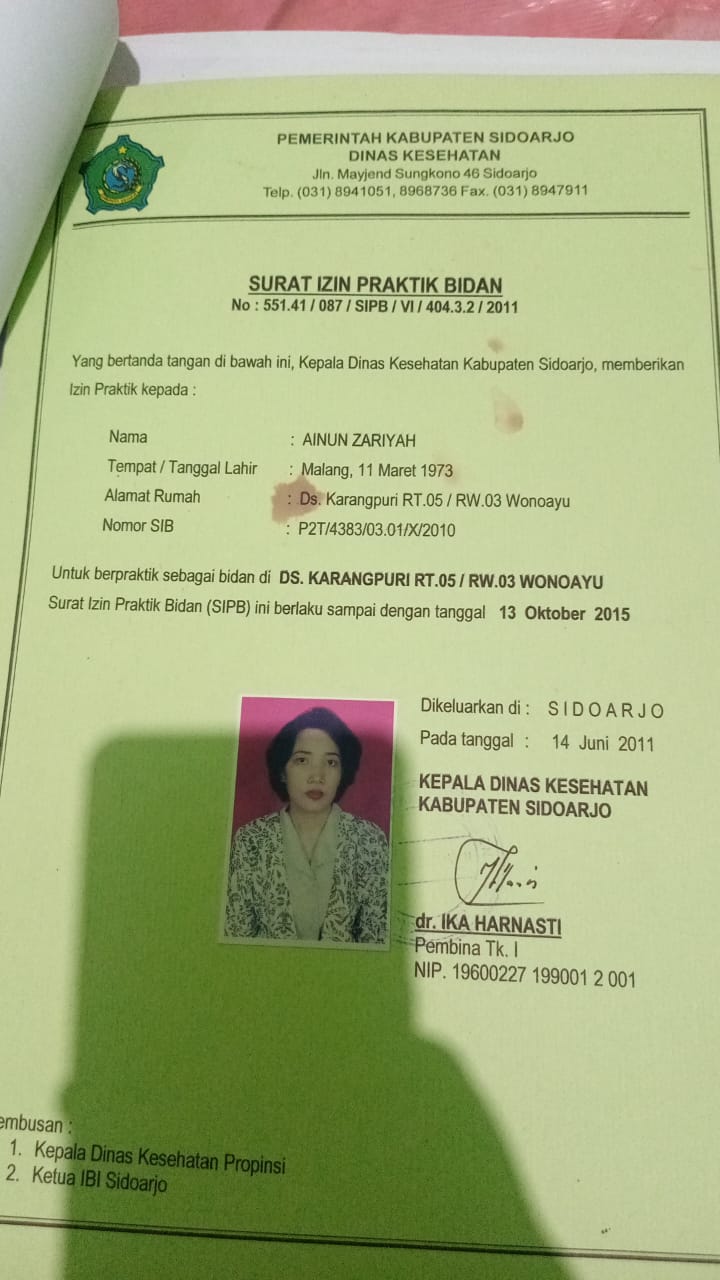 PEMERINTAH KABUPATEN SIDOARJO
DINAS KESEHATAN
Jln. Mayjend Sungkono 46 Sidoarjo
Telp. (031) 8941051, 8968736 Fax. (031) 8947911
SURAT IZIN PRAKTIK BIDAN
No : 551.41 / 087 / SIPB / VI / 404.3.2 / 2011
Yang bertanda tangan di bawah ini, Kepala Dinas Kesehatan Kabupaten Sidoarjo, memberikan
Izin Praktik kepada :
Nama : AINUN ZARIYAH
Tempat / Tanggal Lahir : Malang, 11 Maret 1973
Alamat Rumah : Ds. Karangpuri RT.05 / RW.03 Wonoayu
Nomor SIB : P2T/4383/03.01/X/2010
Untuk berpraktik sebagai bidan di DS. KARANGPURI RT.05 / RW.03 WONOAYU
Surat Izin Praktik Bidan (SIPB) ini berlaku sampai dengan tanggal 13 Oktober 2015
Dikeluarkan di : SIDOARJO
Pada tanggal : 14 Juni 2011
KEPALA DINAS KESEHATAN
KABUPATEN SIDOARJO
dr. IKA HARNASTI
Pembina Tk. I
NIP. 19600227 199001 2 001
embusan :
1. Kepala Dinas Kesehatan Propinsi
2. Ketua IBI Sidoarjo